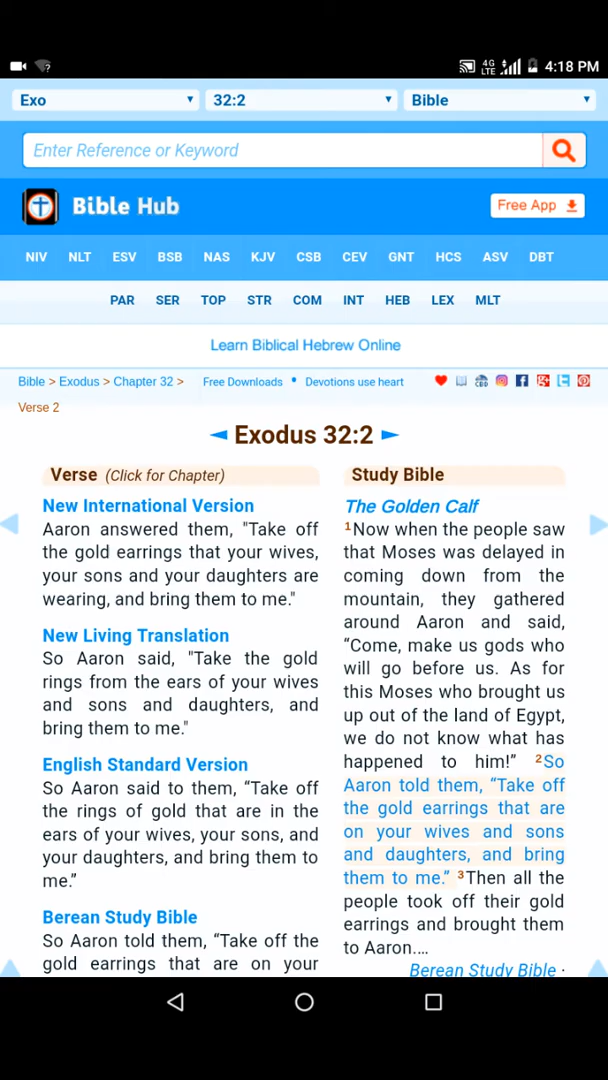 4G LTE 4:18 PM
Exo 32:2 Bible
Enter Reference or Keyword
Bible Hub Free App
NIV NLT ESV BSB NAS KJV CSB CEV GNT HCS ASV DBT
PAR SER TOP STR COM INT HEB LEX MLT
Learn Biblical Hebrew Online
Bible > Exodus > Chapter 32 > Free Downloads • Devotions use heart
Verse 2
◄ Exodus 32:2 ►
Verse (Click for Chapter)
New International Version
Aaron answered them, "Take off
the gold earrings that your wives,
your sons and your daughters are
wearing, and bring them to me."
New Living Translation
So Aaron said, "Take the gold
rings from the ears of your wives
and sons and daughters, and
bring them to me."
English Standard Version
So Aaron said to them, “Take off
the rings of gold that are in the
ears of your wives, your sons, and
your daughters, and bring them to
me.”
Berean Study Bible
So Aaron told them, “Take off the
gold earrings that are on your
Study Bible
The Golden Calf
1Now when the people saw
that Moses was delayed in
coming down from the
mountain, they gathered
around Aaron and said,
“Come, make us gods who
will go before us. As for
this Moses who brought us
up out of the land of Egypt,
we do not know what has
happened to him!” 2So
Aaron told them, “Take off
the gold earrings that are
on your wives and sons
and daughters, and bring
them to me.” 3Then all the
people took off their gold
earrings and brought them
to Aaron.…
Berean Study Bible ·